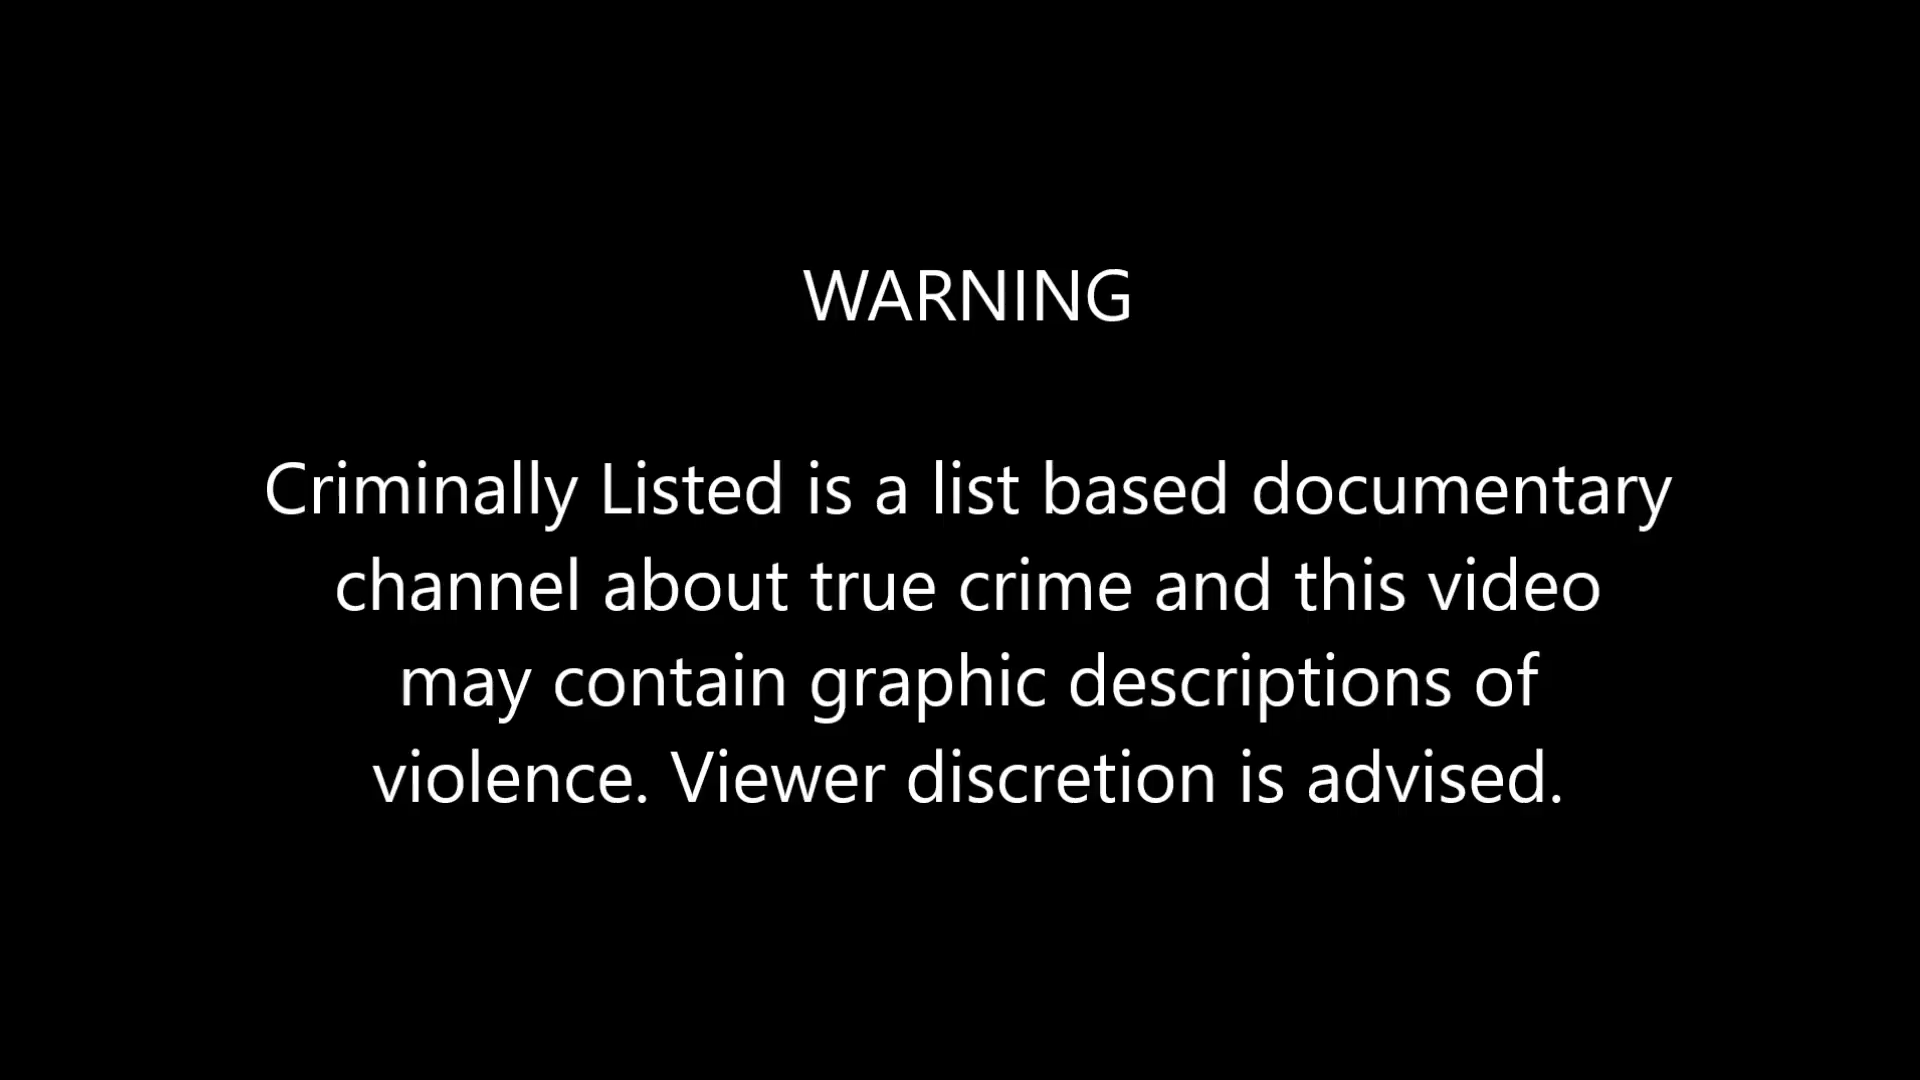 WARNING
Criminally Listed is a list based documentary
channel about true crime and this video
may contain graphic descriptions of
violence. Viewer discretion is advised.